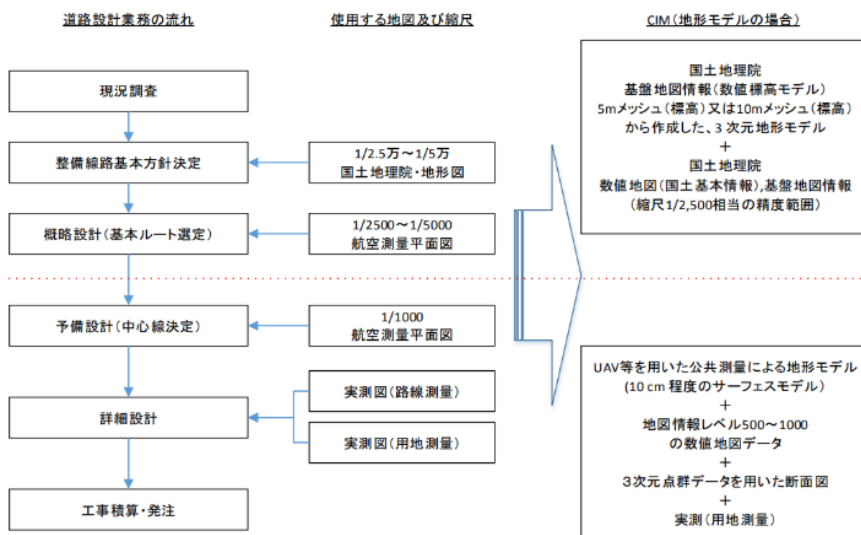 道路設計業務の流れ
使用する地図及び縮尺
CIM(地形モデルの場合)
現況調査
整備線路基本方針決定
概略設計(基本ルート選定)
予備設計(中心線決定)
詳細設計
工事積算・発注
1/2.5万～1/5万
国土地理院・地形図
1/2500～1/5000
航空測量平面図
1/1000
航空測量平面図
実測図(路線測量)
実測図(用地測量)
国土地理院
基盤地図情報(数値標高モデル)
5mメッシュ(標高)又は10mメッシュ(標高)
から作成した、3 次元地形モデル
+
国土地理院
数値地図(国土基本情報),基盤地図情報
(縮尺1/2,500相当の精度範囲)
UAV等を用いた公共測量による地形モデル
(10 cm 程度のサーフェスモデル)
+
地図情報レベル500～1000
の数値地図データ
+
3次元点群データを用いた断面図
+
実測(用地測量)